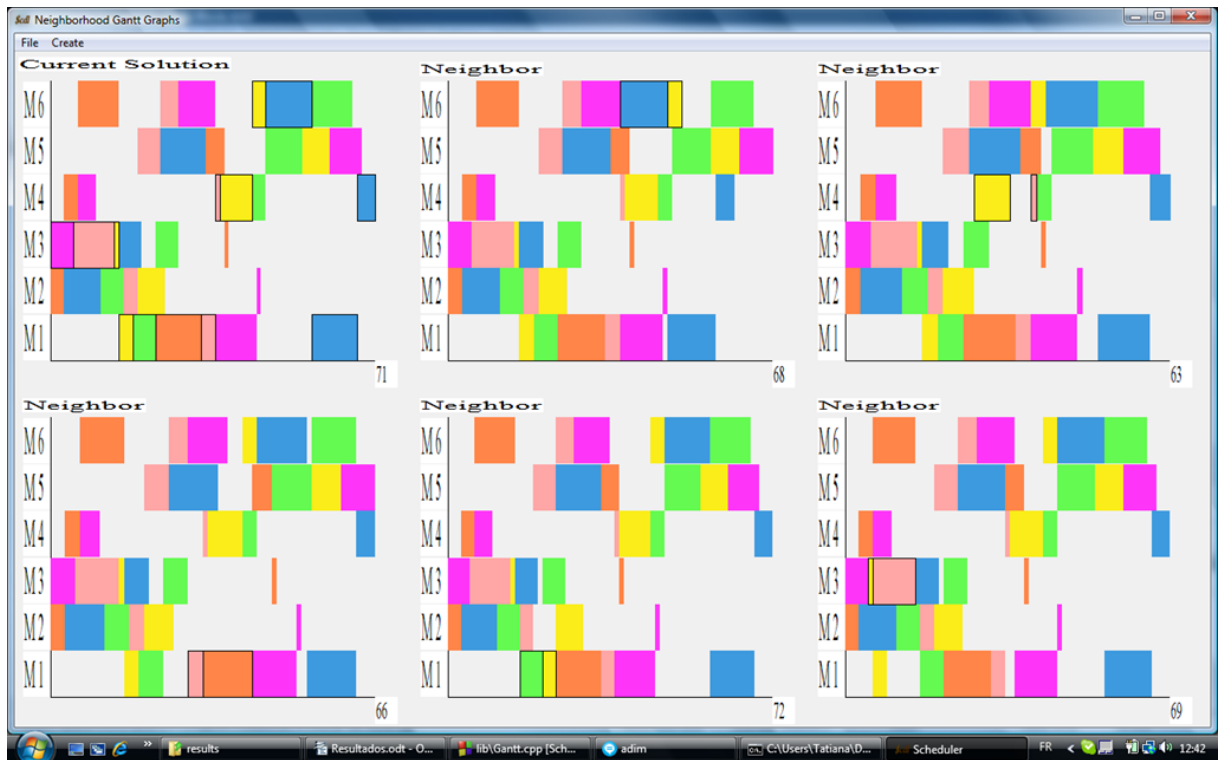 Scill Neighborhood Gantt Graphs
File Create
Current Solution
M6
M5
M4
M3
M2
M1
71
Neighbor
M6
M5
M4
M3
M2
M1
68
Neighbor
M6
M5
M4
M3
M2
M1
63
Neighbor
M6
M5
M4
M3
M2
M1
66
Neighbor
M6
M5
M4
M3
M2
M1
72
Neighbor
M6
M5
M4
M3
M2
M1
69
» results Resultados.odt - O... lib\Gantt.cpp [Sch... adim C:\Users\Tatiana\D... Scheduler FR 12:42